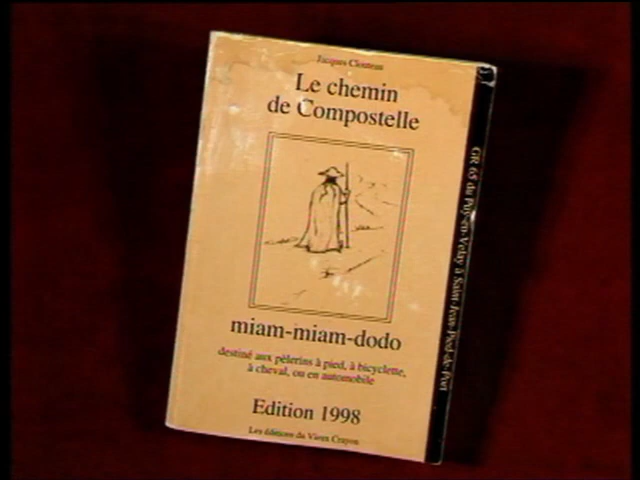 Jacques Clouteau
Le chemin
de Compostelle
miam-miam-dodo
destiné aux pèlerins à pied, à bicyclette,
à cheval, ou en automobile
Edition 1998
Les éditions du Vieux Crayon
GR 65 du Puy-en-Velay à Saint-Jean-Pied-de-Port